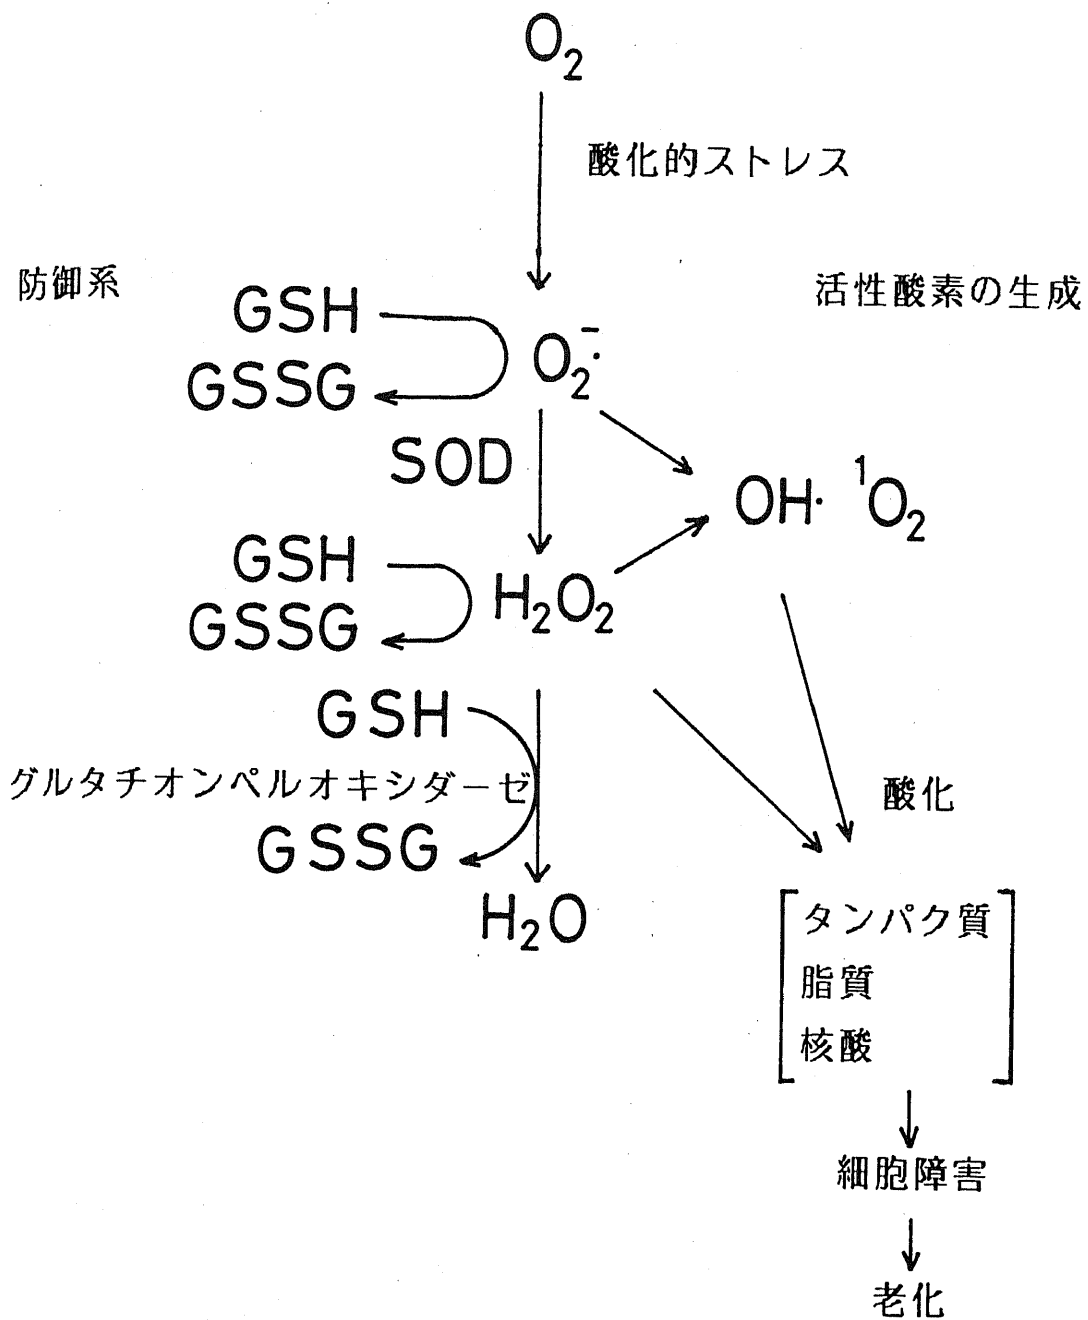 O₂
酸化的ストレス
防御系
活性酸素の生成
GSH
GSSG
O₂⁻·
SOD
OH· ¹O₂
GSH
GSSG
H₂O₂
GSH
グルタチオンペルオキシダーゼ
GSSG
酸化
H₂O
タンパク質
脂質
核酸
細胞障害
老化